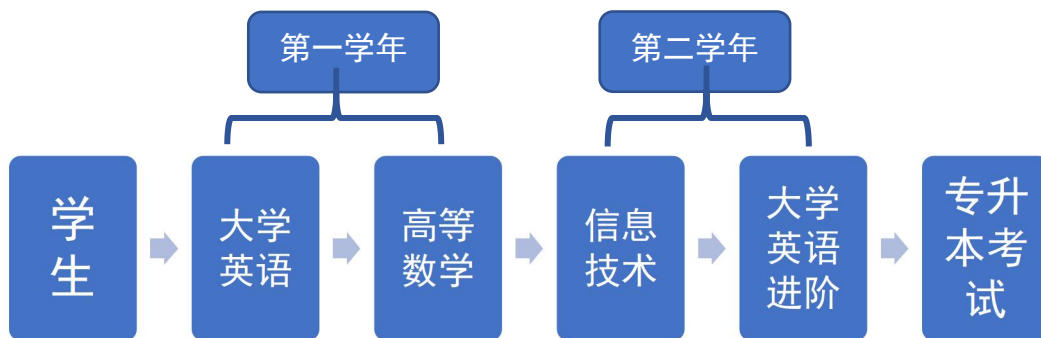 第一学年
第二学年
学
生
大学
英语
高等
数学
信息
技术
大学
英语
进阶
专升
本考
试